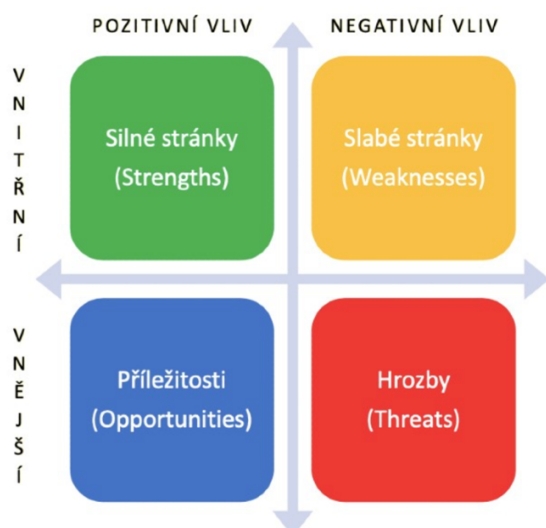 POZITIVNÍ VLIV
NEGATIVNÍ VLIV
VNITŘNÍ
Silné stránky
(Strengths)
Slabé stránky
(Weaknesses)
VNĚJŠÍ
Příležitosti
(Opportunities)
Hrozby
(Threats)